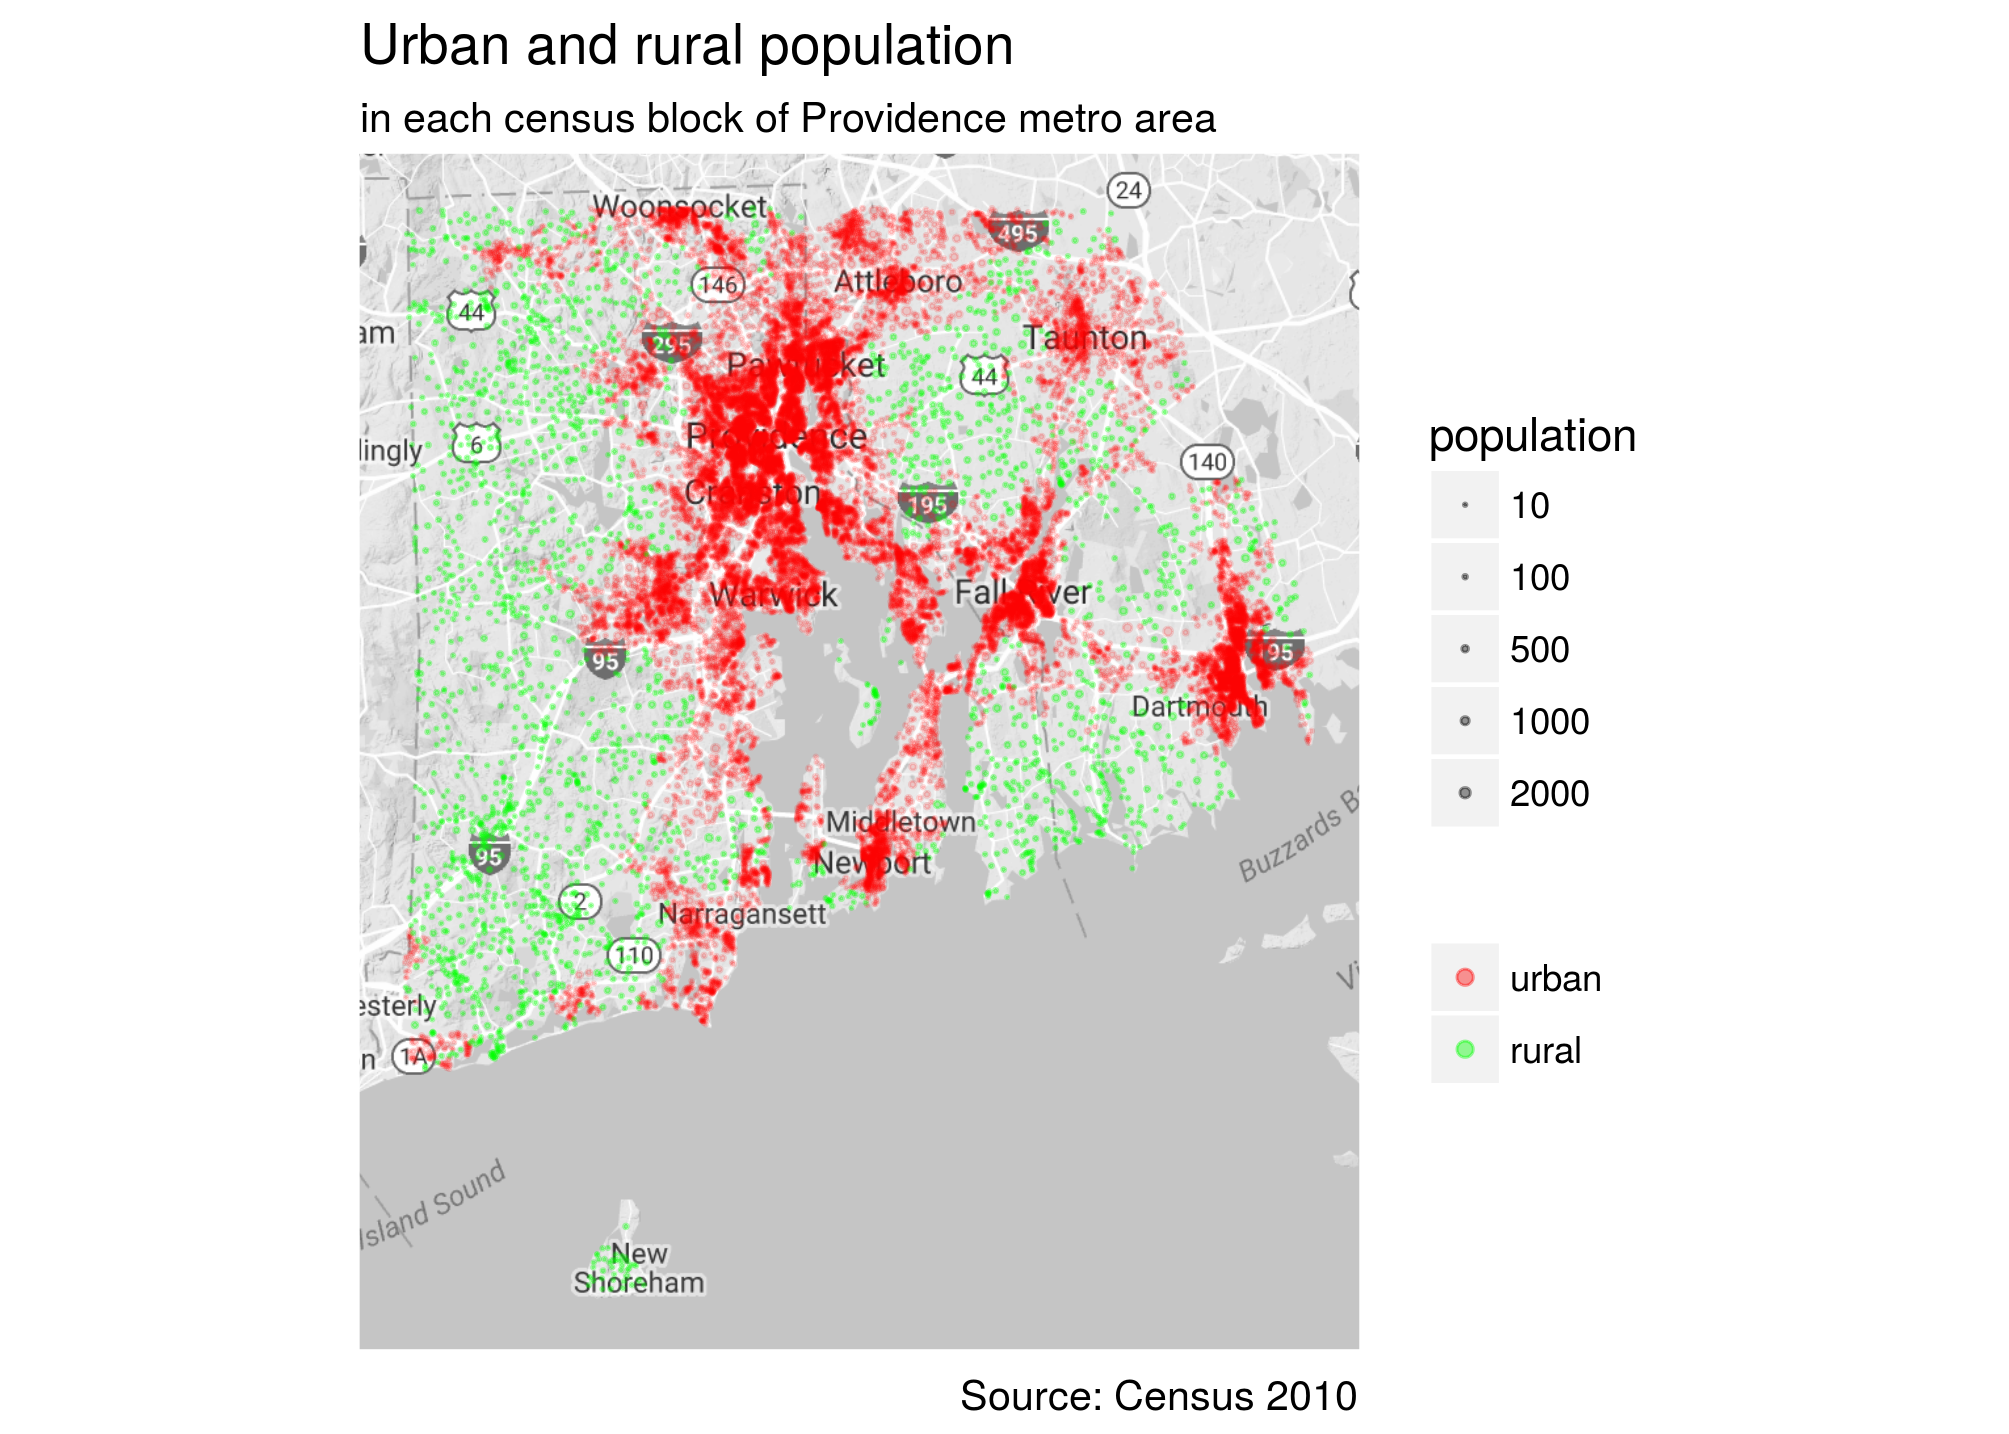 Urban and rural population
in each census block of Providence metro area
24
Woonsocket
495
146
Attleboro
44
am
295
Pawtucket
Taunton
44
6
lingly
Providence
140
Cranston
195
Warwick
Fall River
95
95
Dartmouth
Middletown
Newport
Buzzards B
95
2
Narragansett
110
Vi
esterly
n
1A
Island Sound
New
Shoreham
population
10
100
500
1000
2000
urban
rural
Source: Census 2010